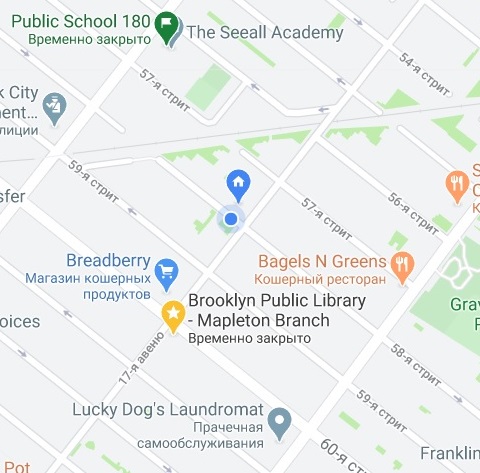 Public School 180
Временно закрыто
The Seeall Academy
54-я стрит
57-я стрит
k City
ment...
олиции
59-я стрит
sfer
S
C
К
56-я стрит
57-я стрит
Breadberry
Магазин кошерных
продуктов
Bagels N Greens
Кошерный ресторан
Brooklyn Public Library
- Mapleton Branch
Временно закрыто
Grav
oices
17-я авеню
58-я стрит
59-я стрит
Lucky Dog's Laundromat
Прачечная
самообслуживания
60-я ст
Franklin
Pot